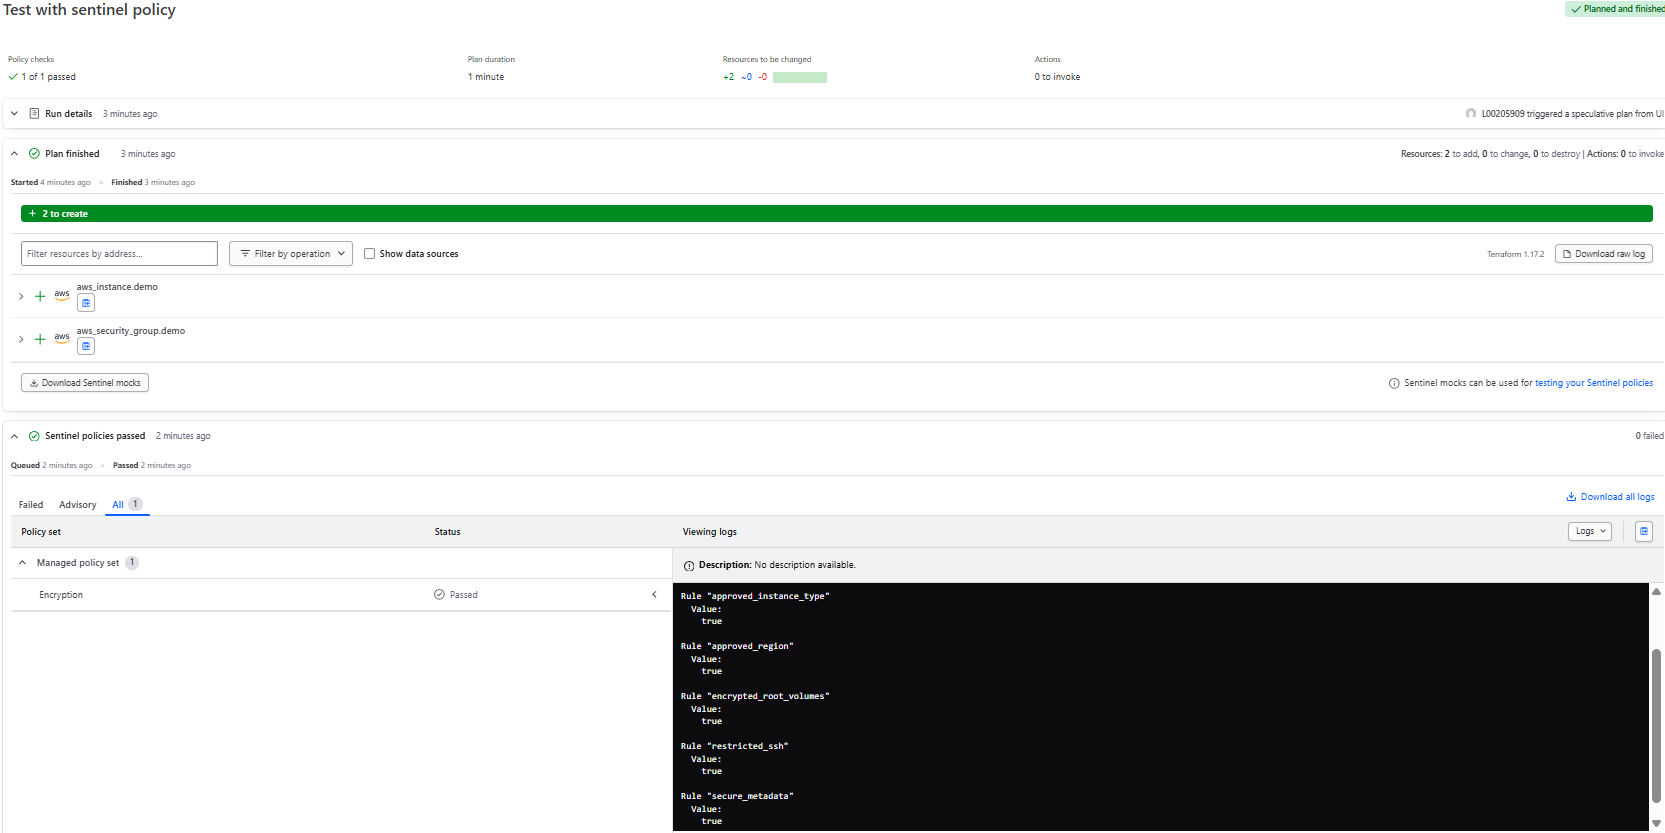 Test with sentinel policy
Planned and finished
Policy checks
1 of 1 passed
Plan duration
1 minute
Resources to be changed
+2 ~0 -0
Actions
0 to invoke
Run details 3 minutes ago
L00205909 triggered a speculative plan from UI
Plan finished 3 minutes ago
Resources: 2 to add, 0 to change, 0 to destroy | Actions: 0 to invoke
Started 4 minutes ago > Finished 3 minutes ago
+ 2 to create
Filter resources by address...
Filter by operation
Show data sources
Terraform 1.17.2
Download raw log
aws
aws_instance.demo
aws
aws_security_group.demo
Download Sentinel mocks
Sentinel mocks can be used for testing your Sentinel policies
Sentinel policies passed 2 minutes ago
0 failed
Queued 2 minutes ago > Passed 2 minutes ago
Failed Advisory All 1
Download all logs
Policy set Status Viewing logs
Logs
Managed policy set 1
Description: No description available.
Encryption Passed
Rule "approved_instance_type"
Value:
true
Rule "approved_region"
Value:
true
Rule "encrypted_root_volumes"
Value:
true
Rule "restricted_ssh"
Value:
true
Rule "secure_metadata"
Value:
true